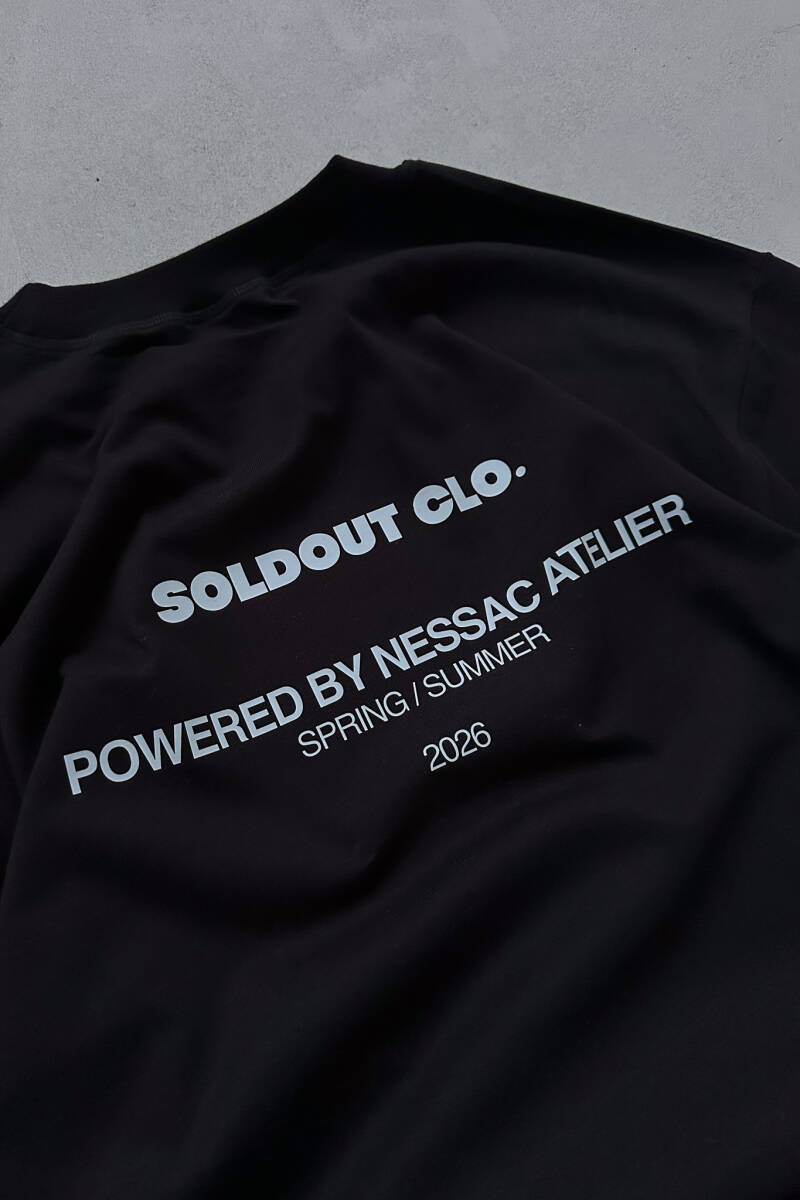 SOLDOUT CLO.
POWERED BY NESSAC ATELIER
SPRING / SUMMER
2026